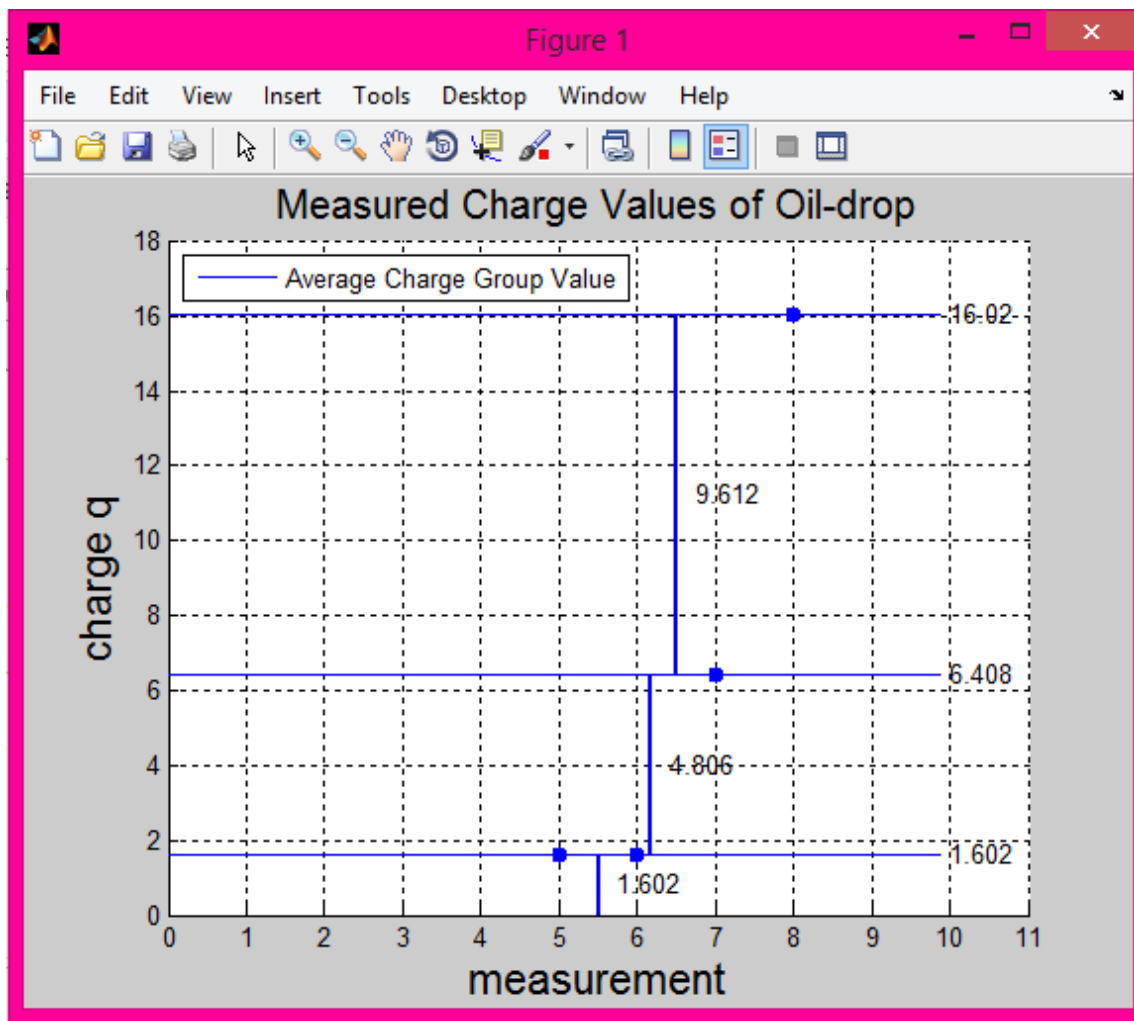 Figure 1
File Edit View Insert Tools Desktop Window Help
Measured Charge Values of Oil-drop
Average Charge Group Value
18
16
14
12
10
8
6
4
2
0
charge q
16.02
9.612
6.408
4.806
1.602
1.602
0 1 2 3 4 5 6 7 8 9 10 11
measurement